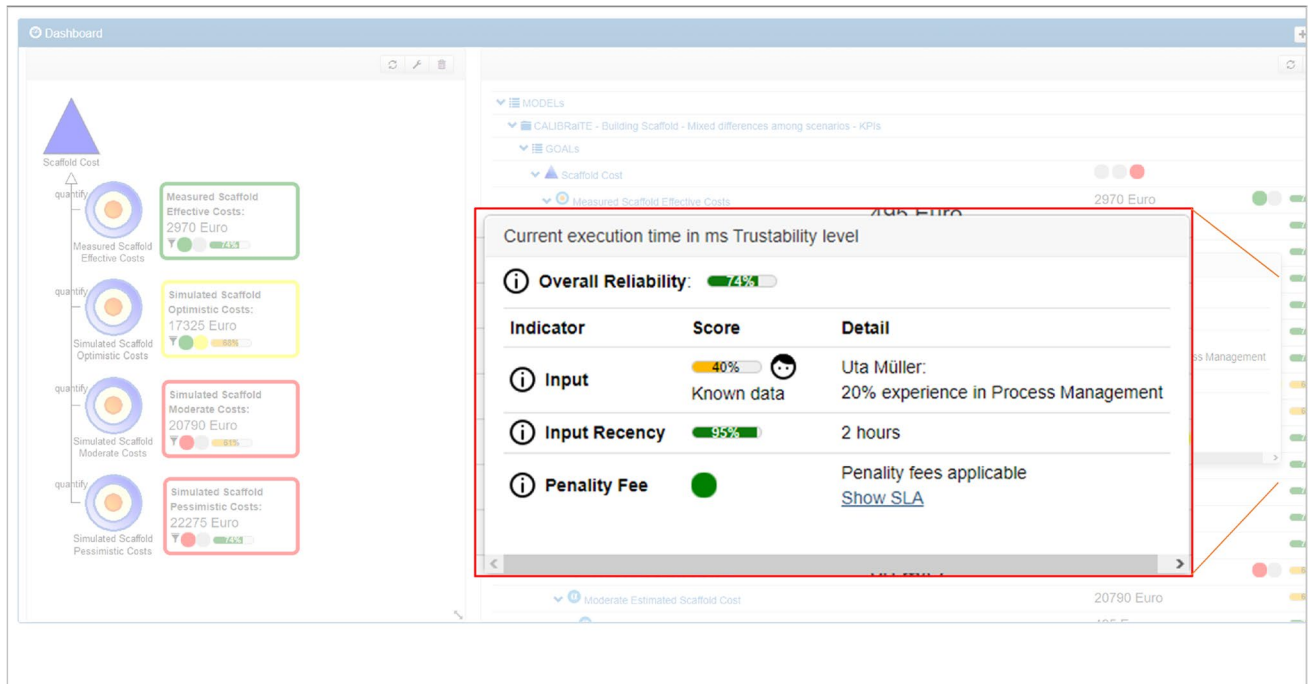 Dashboard
Scaffold Cost
quantify
Measured Scaffold
Effective Costs
Measured Scaffold
Effective Costs:
2970 Euro
74%
quantify
Simulated Scaffold
Optimistic Costs
Simulated Scaffold
Optimistic Costs:
17325 Euro
quantify
Simulated Scaffold
Moderate Costs
Simulated Scaffold
Moderate Costs:
20790 Euro
quantify
Simulated Scaffold
Pessimistic Costs
Simulated Scaffold
Pessimistic Costs:
22275 Euro
74%
MODELs
CALIBRaiTE - Building Scaffold - Mixed differences among scenarios - KPIs
GOALs
Scaffold Cost
Measured Scaffold Effective Costs 2970 Euro
495 Euro
Current execution time in ms Trustability level
Overall Reliability: 74%
Indicator Score Detail
Input 40% Uta Müller:
Known data 20% experience in Process Management
Input Recency 95% 2 hours
Penality Fee Penality fees applicable
Show SLA
ss Management
Moderate Estimated Scaffold Cost 20790 Euro